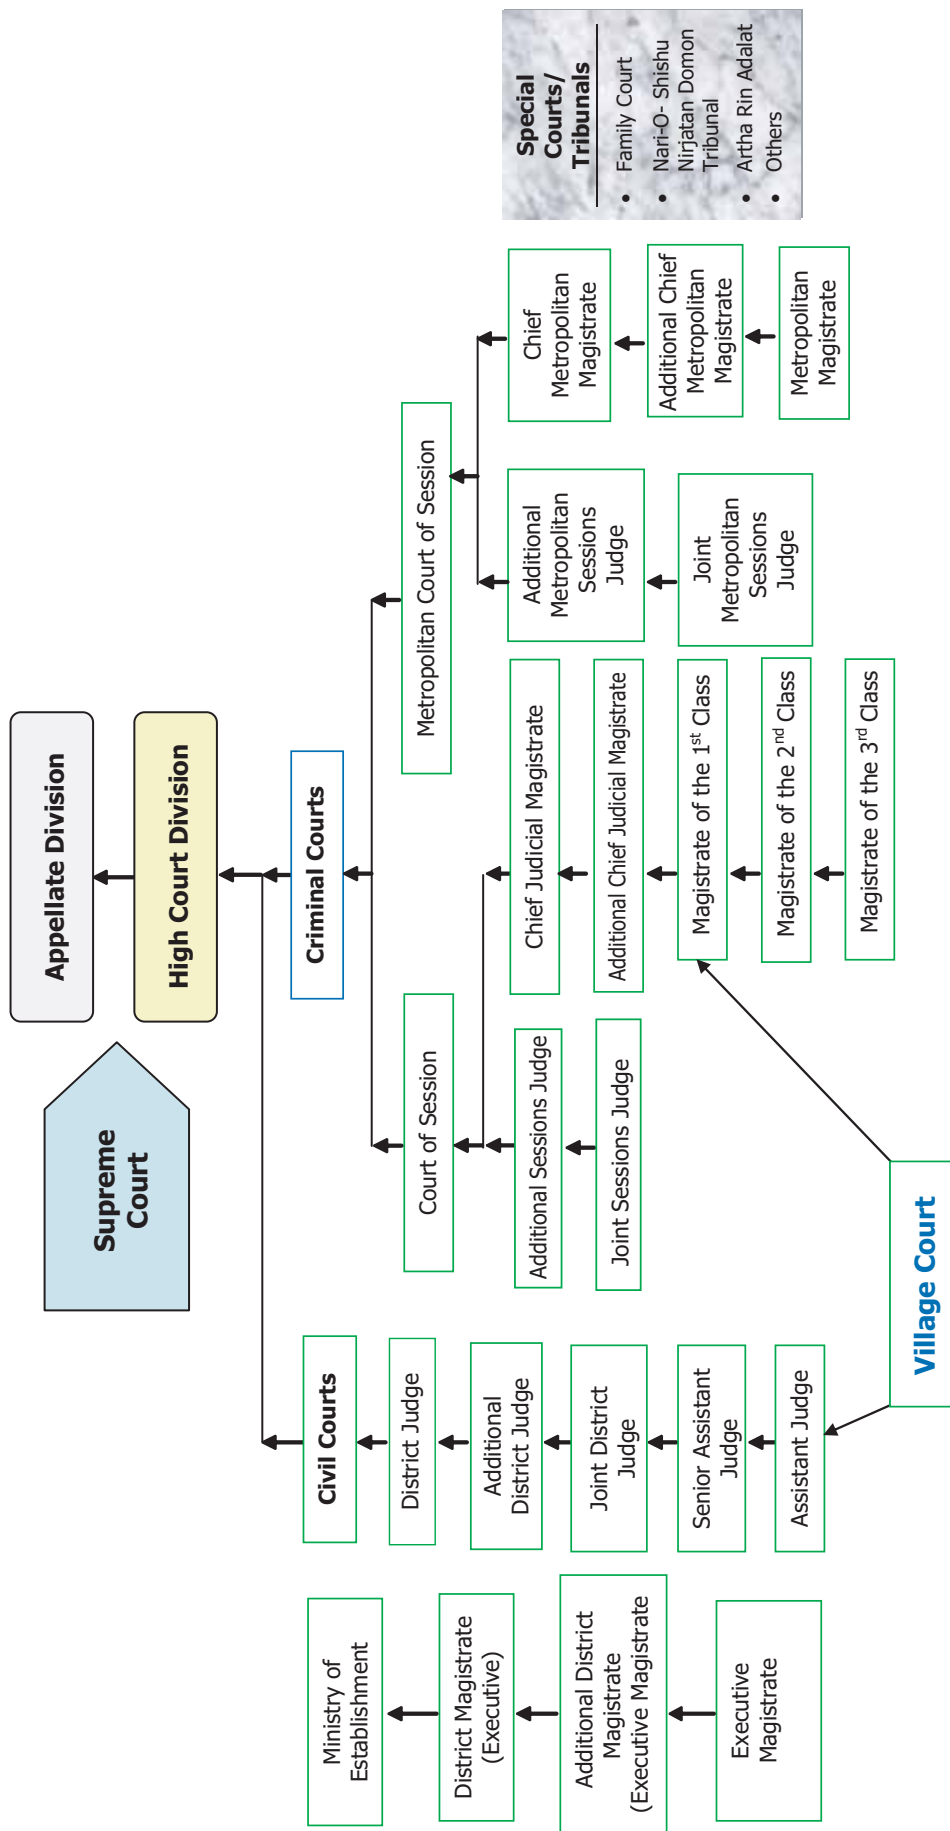 Appellate Division
High Court Division
Supreme
Court
Criminal Courts
Civil Courts
Ministry of
Establishment
District Magistrate
(Executive)
Additional District
Magistrate
(Executive Magistrate
Executive
Magistrate
District Judge
Additional
District Judge
Joint District
Judge
Senior Assistant
Judge
Assistant Judge
Village Court
Court of Session
Additional Sessions Judge
Joint Sessions Judge
Chief Judicial Magistrate
Additional Chief Judicial Magistrate
Magistrate of the 1st Class
Magistrate of the 2nd Class
Magistrate of the 3rd Class
Metropolitan Court of Session
Additional
Metropolitan
Sessions
Judge
Joint
Metropolitan
Sessions
Judge
Chief
Metropolitan
Magistrate
Additional Chief
Metropolitan
Magistrate
Metropolitan
Magistrate
Special
Courts/
Tribunals
• Family Court
• Nari-O- Shishu
Nirjatan Domon
Tribunal
• Artha Rin Adalat
• Others